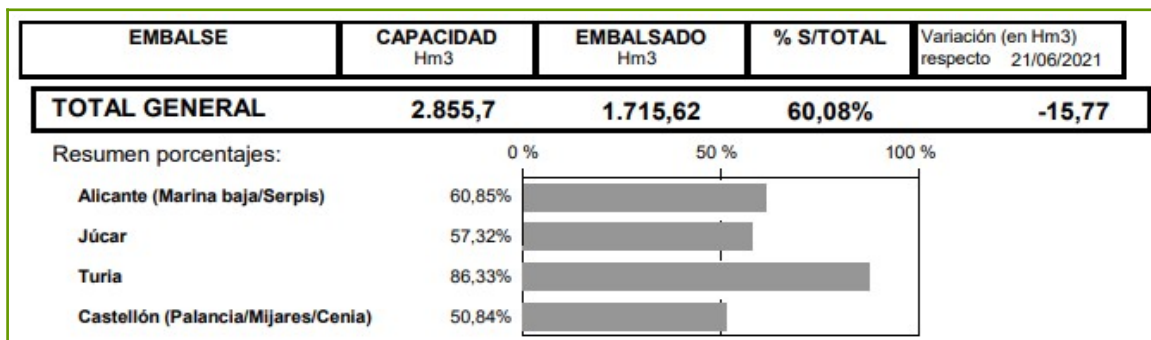 EMBALSE CAPACIDAD EMBALSADO % S/TOTAL Variación (en Hm3)
Hm3 Hm3 respecto 21/06/2021
TOTAL GENERAL 2.855,7 1.715,62 60,08% -15,77
Resumen porcentajes: 0 % 50 % 100 %
Alicante (Marina baja/Serpis) 60,85%
Júcar 57,32%
Turia 86,33%
Castellón (Palancia/Mijares/Cenia) 50,84%